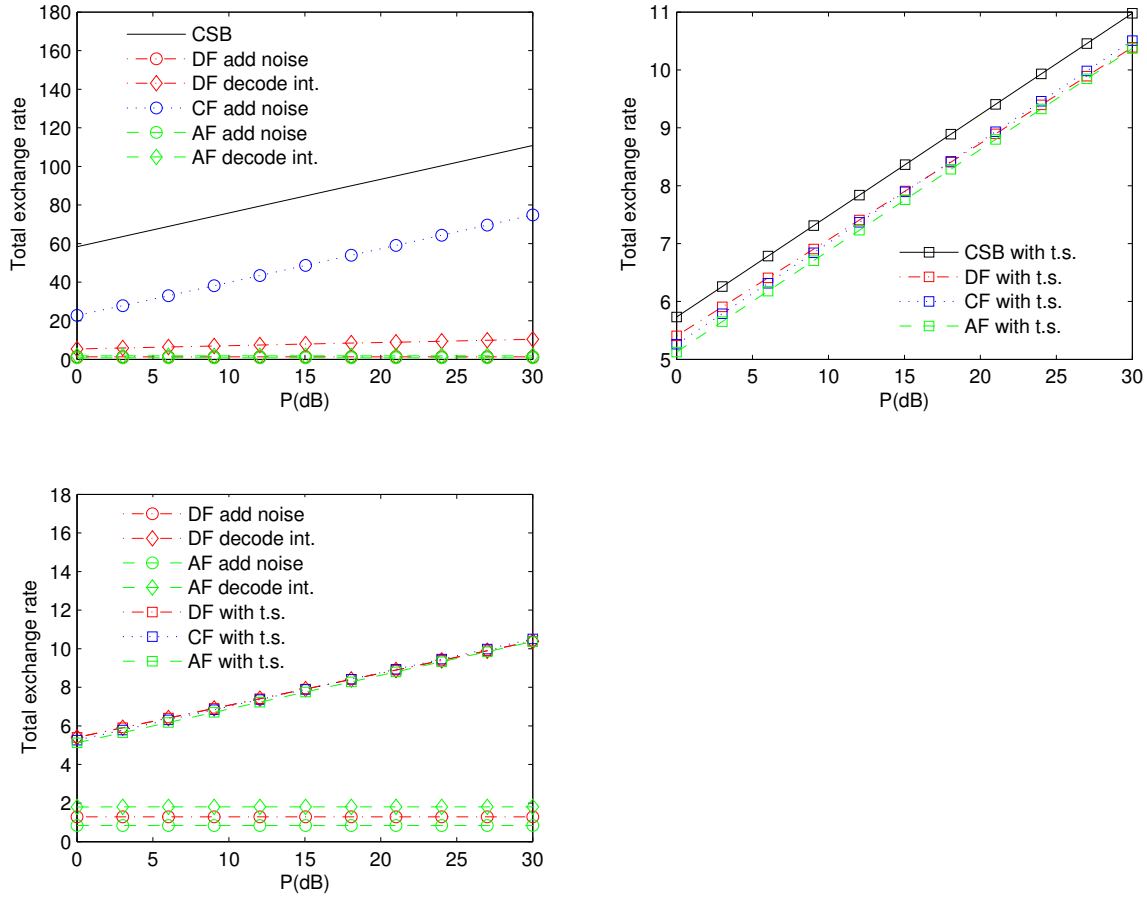 180
160
140
120
100
80
60
40
20
0
Total exchange rate
CSB
DF add noise
DF decode int.
CF add noise
AF add noise
AF decode int.
0 5 10 15 20 25 30
P(dB)
11
10
9
8
7
6
5
Total exchange rate
CSB with t.s.
DF with t.s.
CF with t.s.
AF with t.s.
0 5 10 15 20 25 30
P(dB)
18
16
14
12
10
8
6
4
2
0
Total exchange rate
DF add noise
DF decode int.
AF add noise
AF decode int.
DF with t.s.
CF with t.s.
AF with t.s.
0 5 10 15 20 25 30
P(dB)